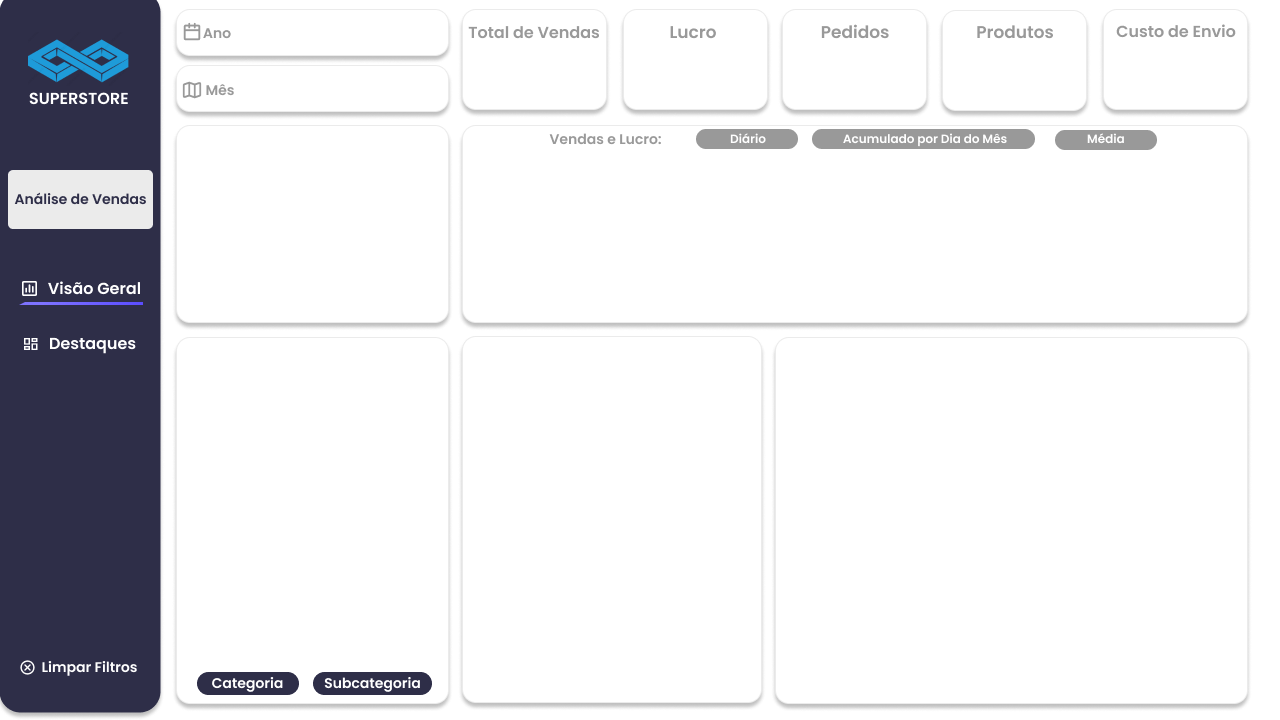 SUPERSTORE
Análise de Vendas
Visão Geral
Destaques
Limpar Filtros
Ano
Mês
Total de Vendas
Lucro
Pedidos
Produtos
Custo de Envio
Vendas e Lucro:
Diário
Acumulado por Dia do Mês
Média
Categoria
Subcategoria